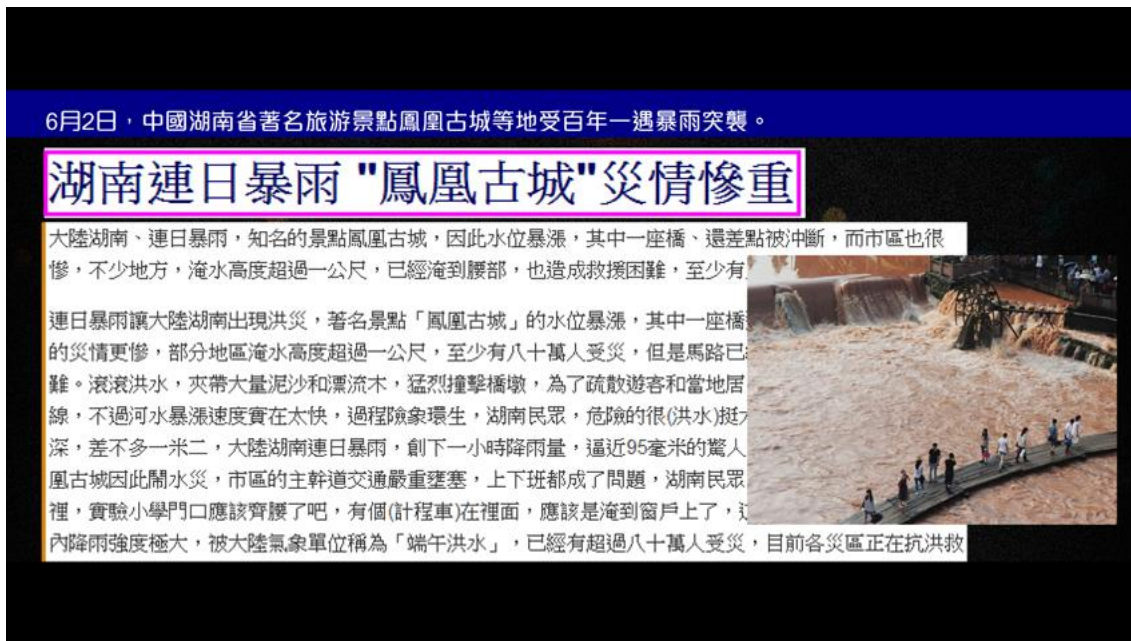 6月2日，中國湖南省著名旅游景點鳳凰古城等地受百年一遇暴雨突襲。
湖南連日暴雨 "鳳凰古城"災情慘重
大陸湖南、連日暴雨，知名的景點鳳凰古城，因此水位暴漲，其中一座橋、還差點被沖斷，而市區也很
慘，不少地方，淹水高度超過一公尺，已經淹到腰部，也造成救援困難，至少有
連日暴雨讓大陸湖南出現洪災，著名景點「鳳凰古城」的水位暴漲，其中一座橋
的災情更慘，部分地區淹水高度超過一公尺，至少有八十萬人受災，但是馬路已
難。滾滾洪水，夾帶大量泥沙和漂流木，猛烈撞擊橋墩，為了疏散遊客和當地居
線，不過河水暴漲速度實在太快，過程險象環生，湖南民眾，危險的很(洪水)挺
深，差不多一米二，大陸湖南連日暴雨，創下一小時降雨量，逼近95毫米的驚人
凰古城因此鬧水災，市區的主幹道交通嚴重壅塞，上下班都成了問題，湖南民眾
裡，實驗小學門口應該齊腰了吧，有個(計程車)在裡面，應該是淹到窗戶上了，
內降雨強度極大，被大陸氣象單位稱為「端午洪水」，已經有超過八十萬人受災，目前各災區正在抗洪救